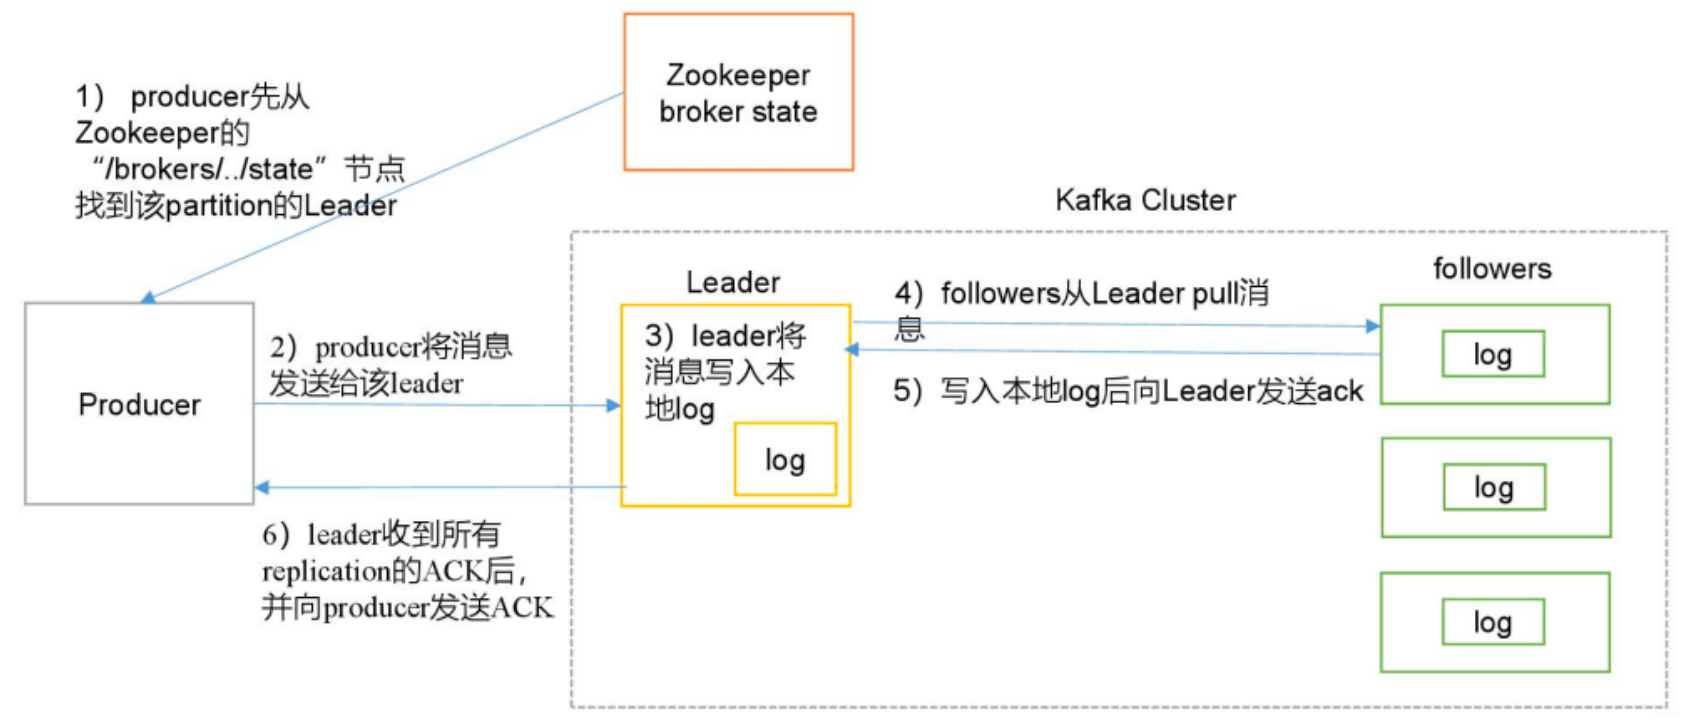 Zookeeper
broker state
1） producer先从
Zookeeper的
“/brokers/../state”节点
找到该partition的Leader
Kafka Cluster
Leader
followers
Producer
2）producer将消息
发送给该leader
3）leader将
消息写入本
地log
log
4）followers从Leader pull消
息
5）写入本地log后向Leader发送ack
log
log
log
6）leader收到所有
replication的ACK后，
并向producer发送ACK